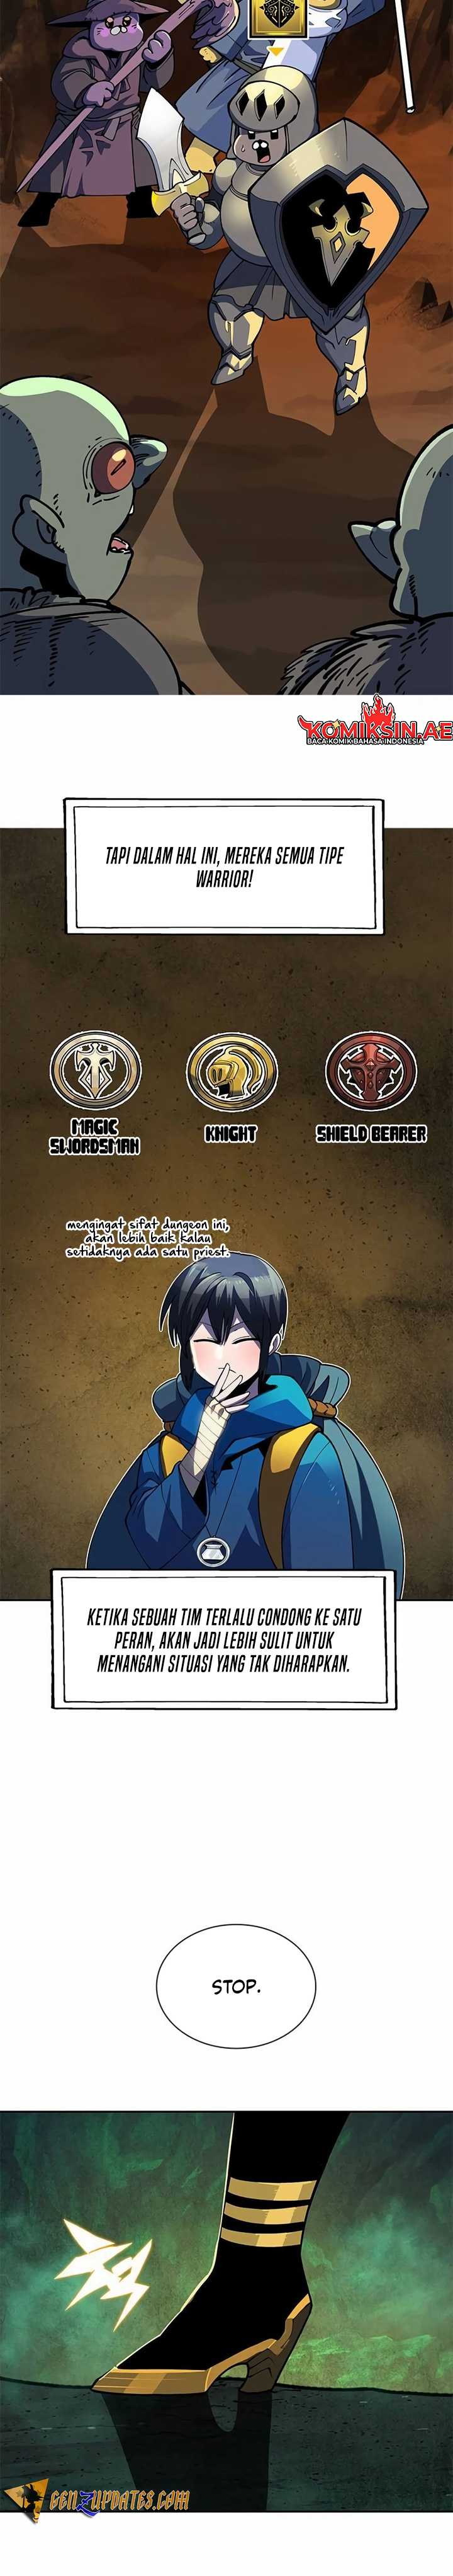 KOMIKSIN.AE
BACA KOMIK BAHASA INDONESIA
TAPI DALAM HAL INI, MEREKA SEMUA TIPE
WARRIOR!
MAGIC
SWORDSMAN
KNIGHT
SHIELD BEARER
mengingat sifat dungeon ini,
akan lebih baik kalau
setidaknya ada satu priest.
KETIKA SEBUAH TIM TERLALU CONDONG KE SATU
PERAN, AKAN JADI LEBIH SULIT UNTUK
MENANGANI SITUASI YANG TAK DIHARAPKAN.
STOP.
GENZUPDATES.COM